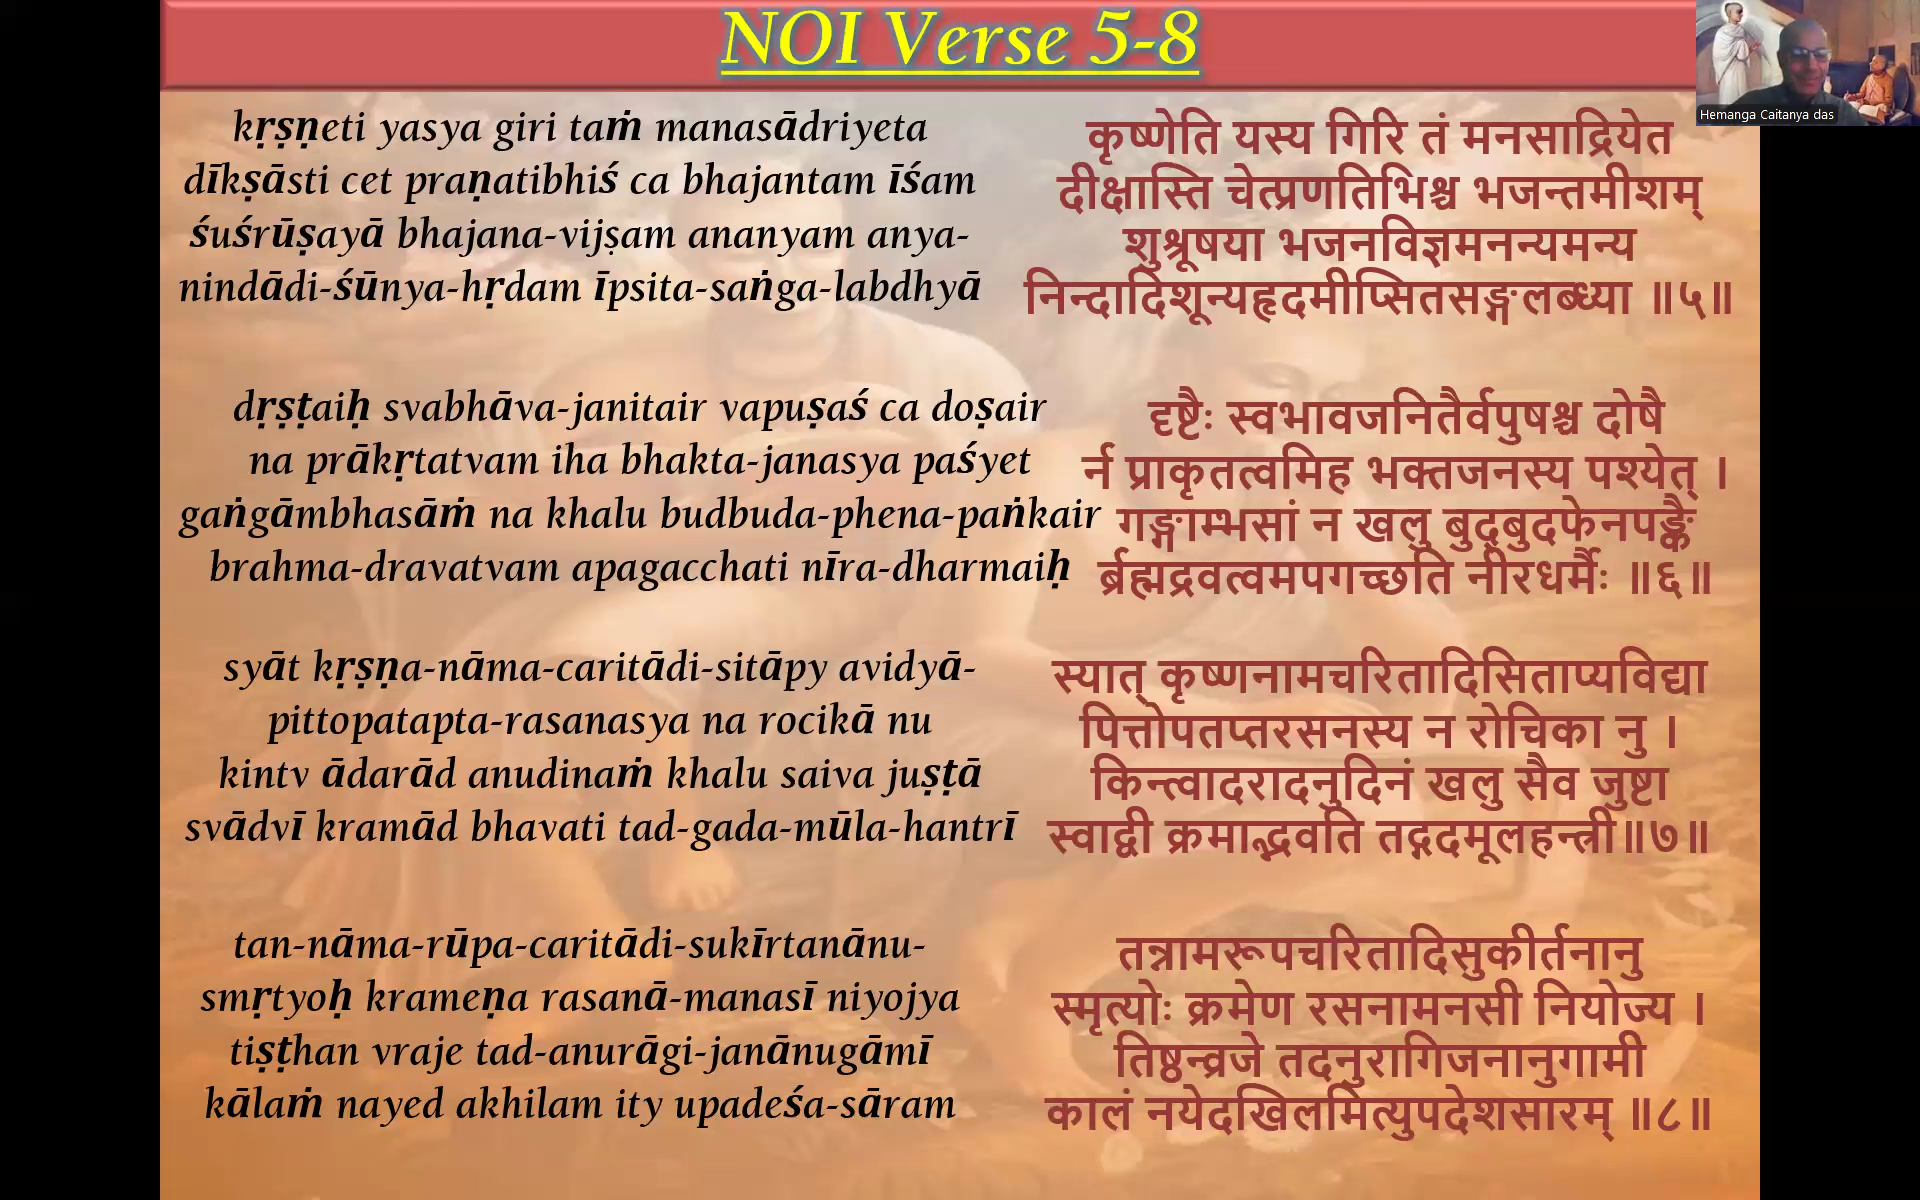 NOI Verse 5-8
Hemanga Caitanya das
kṛṣṇeti yasya giri taṁ manasādriyeta
dīkṣāsti cet praṇatibhiś ca bhajantam īśam
śuśrūṣayā bhajana-vijṣam ananyam anya-
nindādi-śūnya-hṛdam īpsita-saṅga-labdhyā
कृष्णेति यस्य गिरि तं मनसाद्रियेत
दीक्षास्ति चेत्प्रणतिभिश्च भजन्तमीशम्
शुश्रूषया भजनविज्ञमनन्यमन्य
निन्दादिशून्यहृदमीप्सितसङ्गलब्ध्या ॥५॥
dṛṣṭaiḥ svabhāva-janitair vapuṣaś ca doṣair
na prākṛtatvam iha bhakta-janasya paśyet
gaṅgāmbhasāṁ na khalu budbuda-phena-paṅkair
brahma-dravatvam apagacchati nīra-dharmaiḥ
दृष्टैः स्वभावजनितैर्वपुषश्च दोषै
र्न प्राकृतत्वमिह भक्तजनस्य पश्येत् ।
गङ्गाम्भसां न खलु बुद्बुदफेनपङ्कै
र्ब्रह्मद्रवत्वमपगच्छति नीरधर्मैः ॥६॥
syāt kṛṣṇa-nāma-caritādi-sitāpy avidyā-
pittopatapta-rasanasya na rocikā nu
kintv ādarād anudinaṁ khalu saiva juṣṭā
svādvī kramād bhavati tad-gada-mūla-hantrī
स्यात् कृष्णनामचरितादिसिताप्यविद्या
पित्तोपतप्तरसनस्य न रोचिका नु ।
किन्त्वादरादनुदिनं खलु सैव जुष्टा
स्वाद्वी क्रमाद्भवति तद्गदमूलहन्त्री॥७॥
tan-nāma-rūpa-caritādi-sukīrtanānu-
smṛtyoḥ krameṇa rasanā-manasī niyojya
tiṣṭhan vraje tad-anurāgi-janānugāmī
kālaṁ nayed akhilam ity upadeśa-sāram
तन्नामरूपचरितादिसुकीर्तनानु
स्मृत्योः क्रमेण रसनामनसी नियोज्य ।
तिष्ठन्व्रजे तदनुरागिजनानुगामी
कालं नयेदखिलमित्युपदेशसारम् ॥८॥